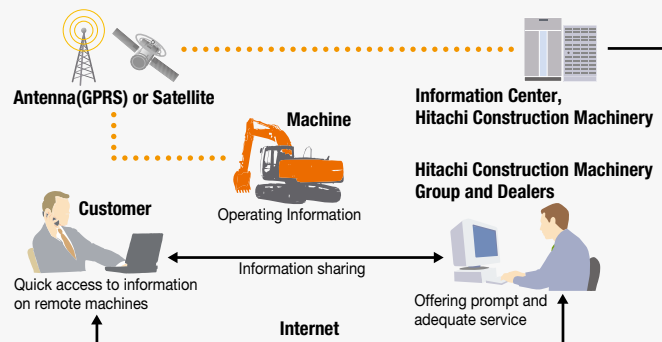 Antenna(GPRS) or Satellite
Information Center,
Hitachi Construction Machinery
Machine
Operating Information
Hitachi Construction Machinery
Group and Dealers
Customer
Information sharing
Quick access to information
on remote machines
Offering prompt and
adequate service
Internet